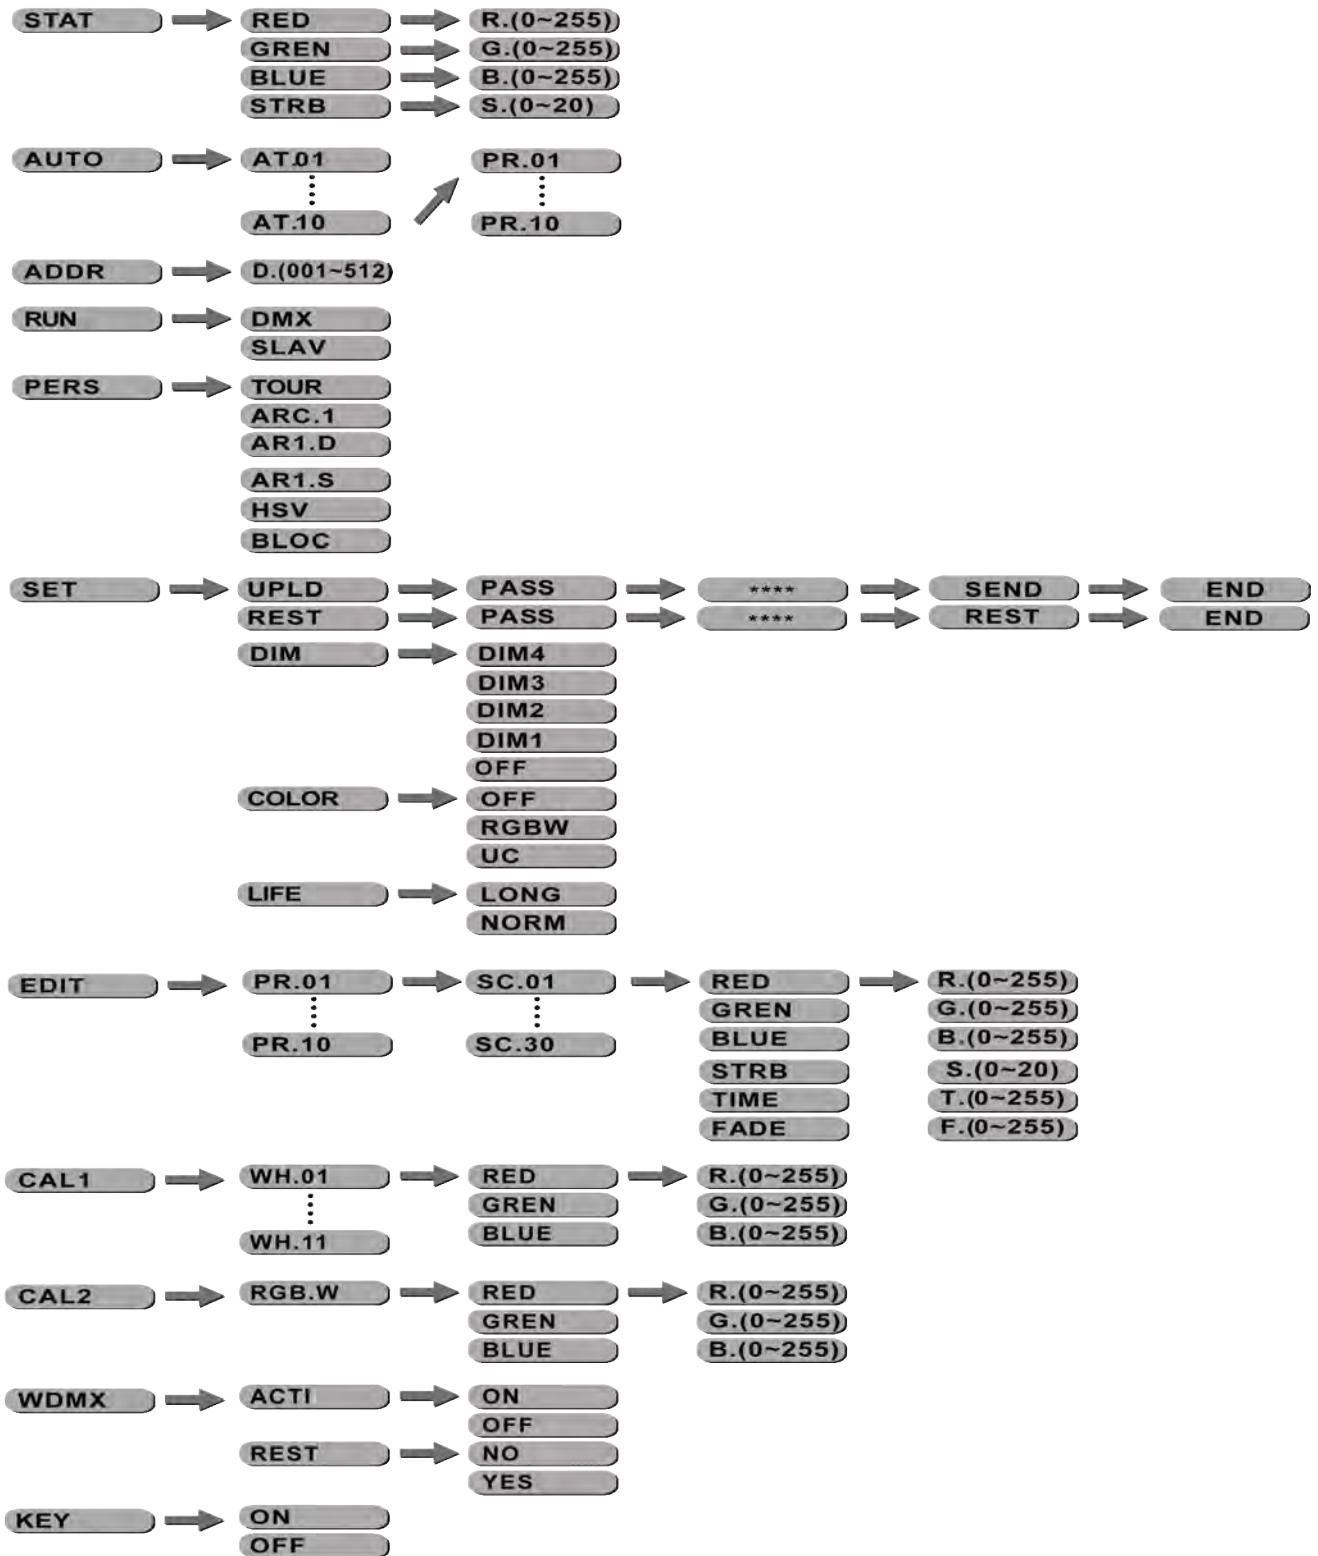 STAT RED R.(0~255)
GREN G.(0~255)
BLUE B.(0~255)
STRB S.(0~20)
AUTO AT.01 PR.01
AT.10 PR.10
ADDR D.(001~512)
RUN DMX
SLAV
PERS TOUR
ARC.1
AR1.D
AR1.S
HSV
BLOC
SET UPLD PASS **** SEND END
REST PASS **** REST END
DIM DIM4
DIM3
DIM2
DIM1
OFF
COLOR OFF
RGBW
UC
LIFE LONG
NORM
EDIT PR.01 SC.01 RED R.(0~255)
GREN G.(0~255)
PR.10 SC.30 BLUE B.(0~255)
STRB S.(0~20)
TIME T.(0~255)
FADE F.(0~255)
CAL1 WH.01 RED R.(0~255)
GREN G.(0~255)
WH.11 BLUE B.(0~255)
CAL2 RGB.W RED R.(0~255)
GREN G.(0~255)
BLUE B.(0~255)
WDMX ACTI ON
OFF
REST NO
YES
KEY ON
OFF